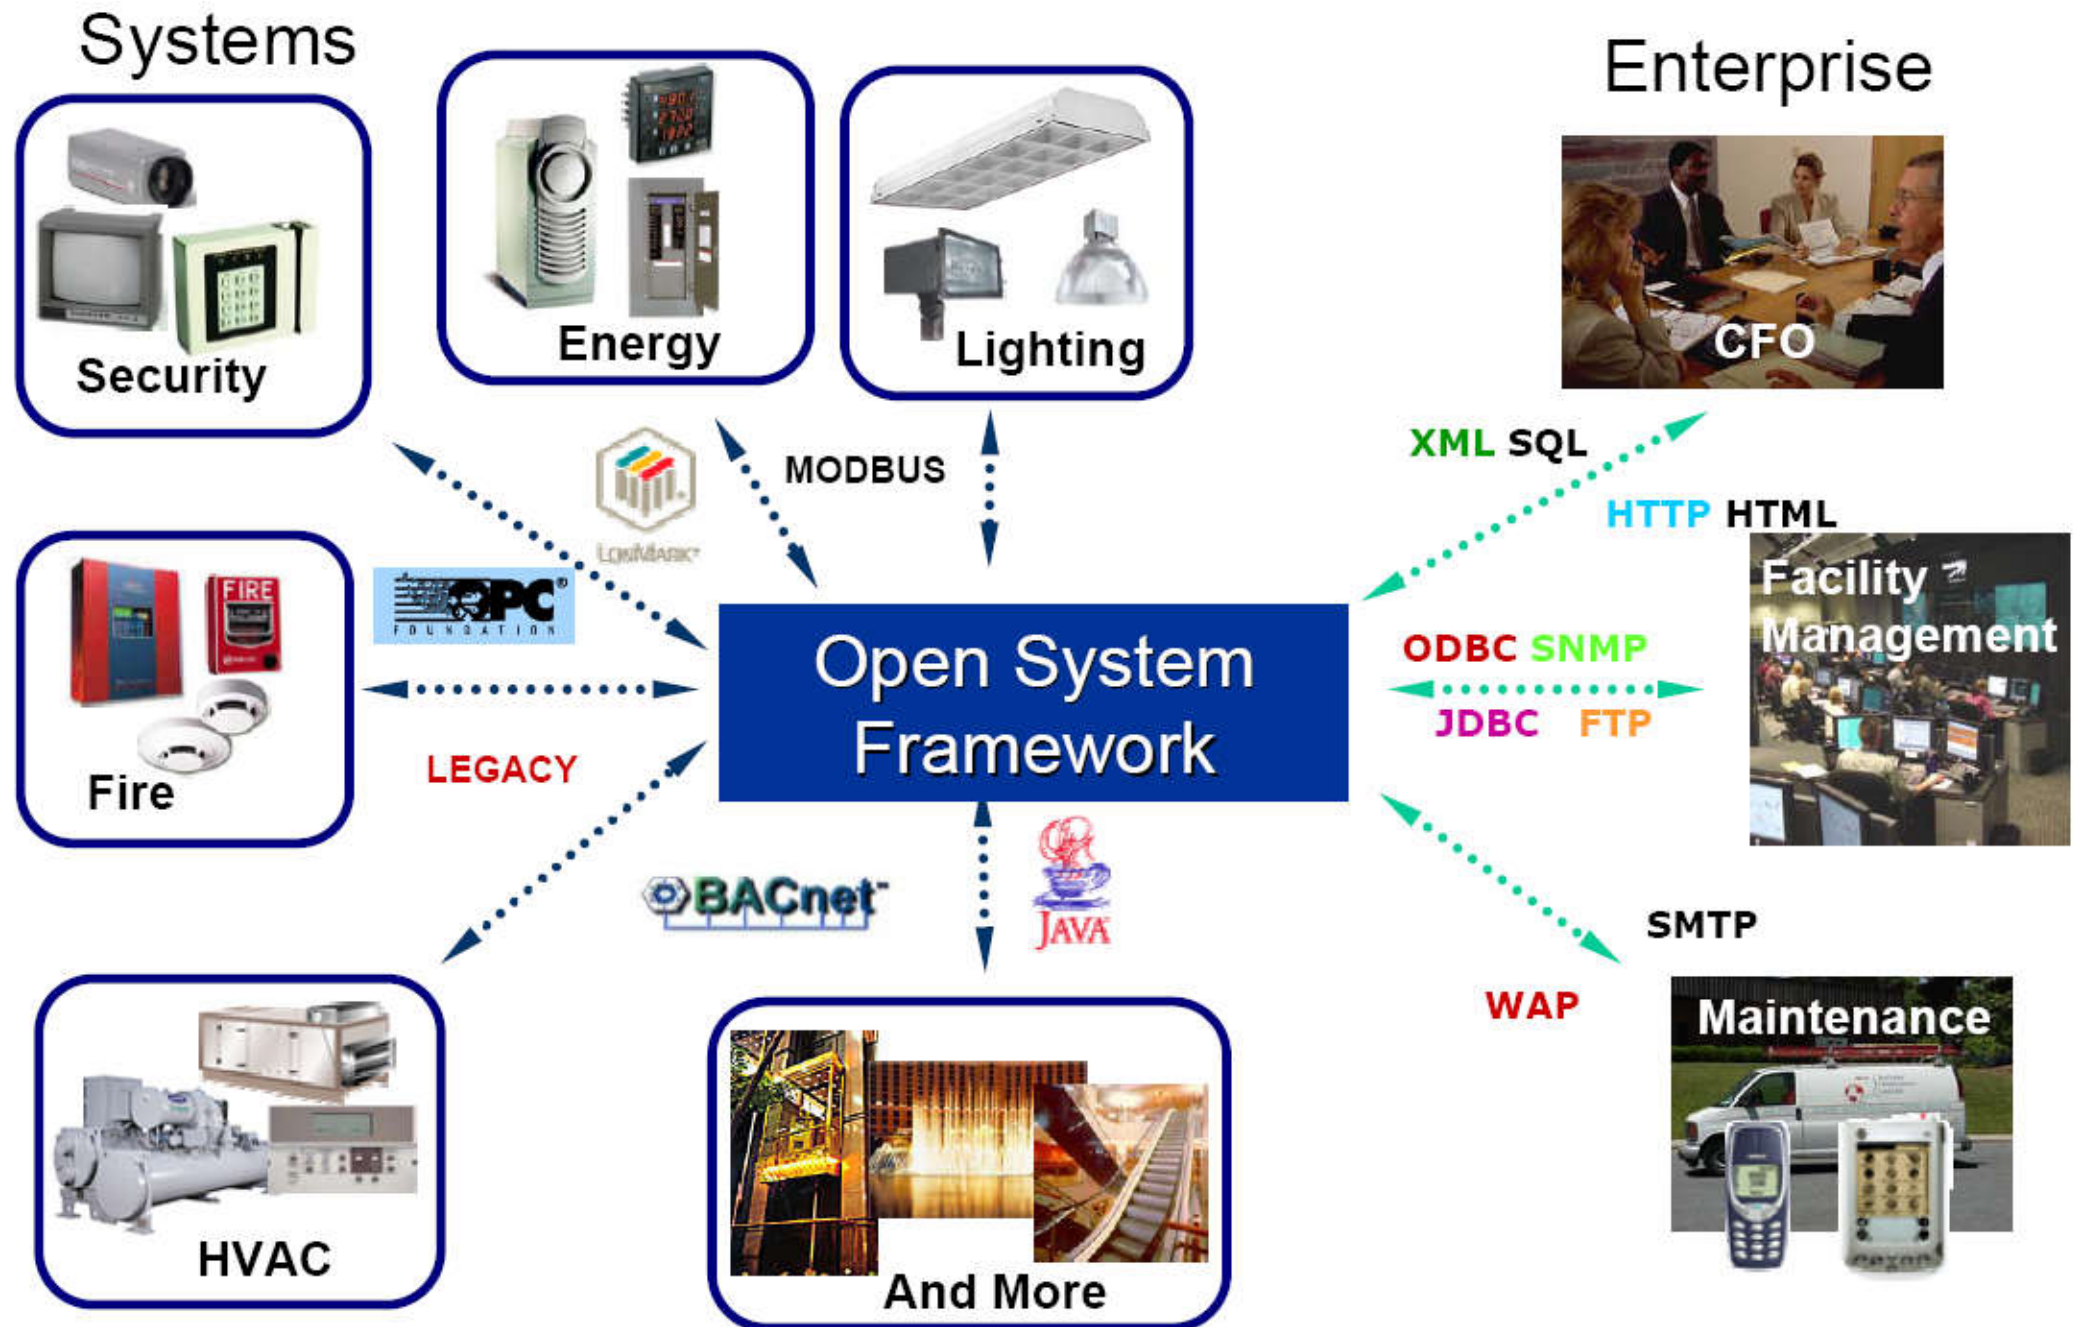 Systems
Enterprise
Security
Energy
Lighting
CFO
XML SQL
HTTP HTML
MODBUS
LONMARK
FIRE
OPC
FOUNDATION
Fire
LEGACY
Open System
Framework
Facility
Management
ODBC SNMP
JDBC FTP
BACnet
JAVA
SMTP
WAP
Maintenance
HVAC
And More